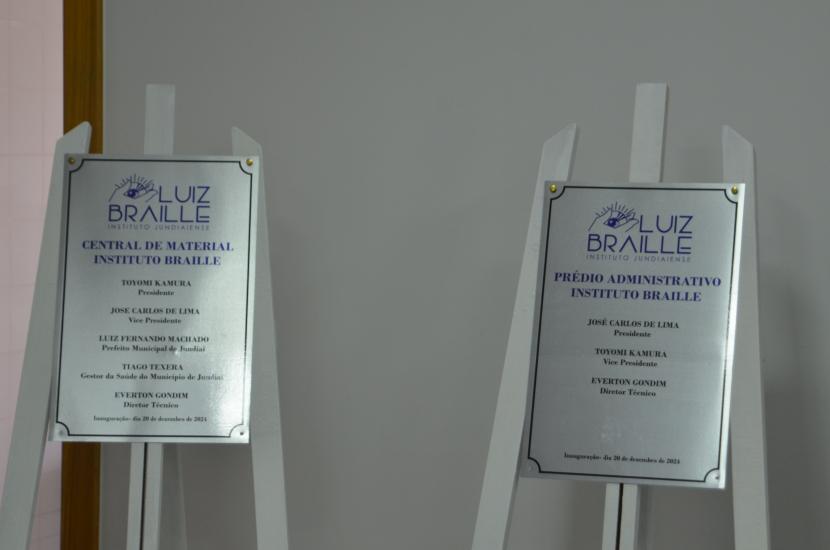 LUIZ
BRAILLE
INSTITUTO JUNDIAIENSE
CENTRAL DE MATERIAL
INSTITUTO BRAILLE
TOYOMI KAMURA
Presidente
JOSE CARLOS DE LIMA
Vice Presidente
LUIZ FERNANDO MACHADO
Prefeito Municipal de Jundiaí
TIAGO TEXERA
Gestor da Saúde do Município de Jundiaí
EVERTON GONDIM
Diretor Técnico
Inauguração- dia 20 de dezembro de 2024
LUIZ
BRAILLE
INSTITUTO JUNDIAIENSE
PRÉDIO ADMINISTRATIVO
INSTITUTO BRAILLE
JOSÉ CARLOS DE LIMA
Presidente
TOYOMI KAMURA
Vice Presidente
EVERTON GONDIM
Diretor Técnico
Inauguração- dia 20 de dezembro de 2024